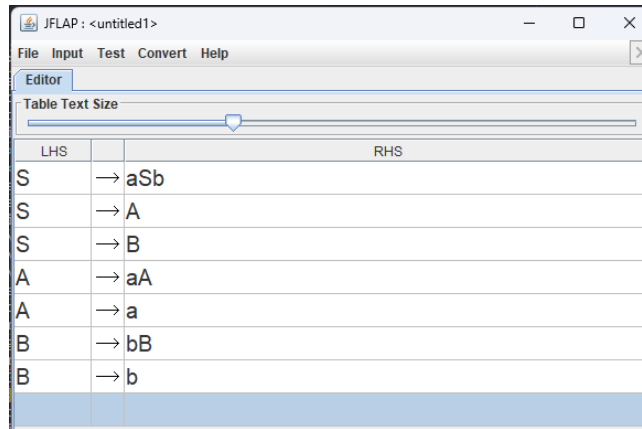 JFLAP : <untitled1>
File Input Test Convert Help
Editor
Table Text Size
LHS RHS
S → aSb
S → A
S → B
A → aA
A → a
B → bB
B → b